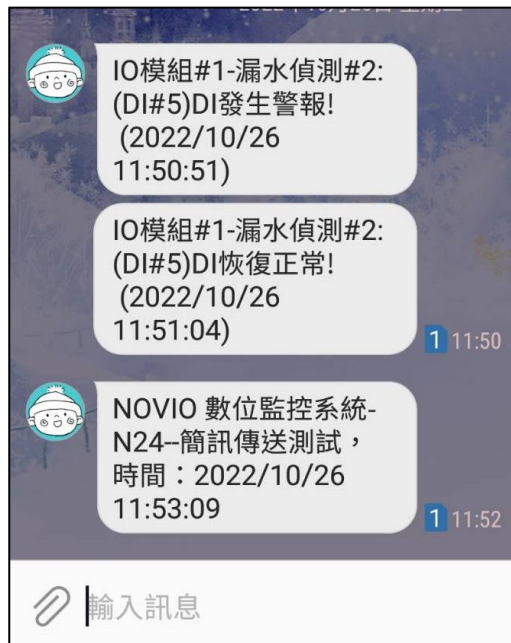 IO模組#1-漏水偵測#2:
(DI#5)DI發生警報!
(2022/10/26
11:50:51)
IO模組#1-漏水偵測#2:
(DI#5)DI恢復正常!
(2022/10/26
11:51:04)
1 11:50
NOVIO 數位監控系統-
N24--簡訊傳送測試，
時間：2022/10/26
11:53:09
1 11:52
輸入訊息